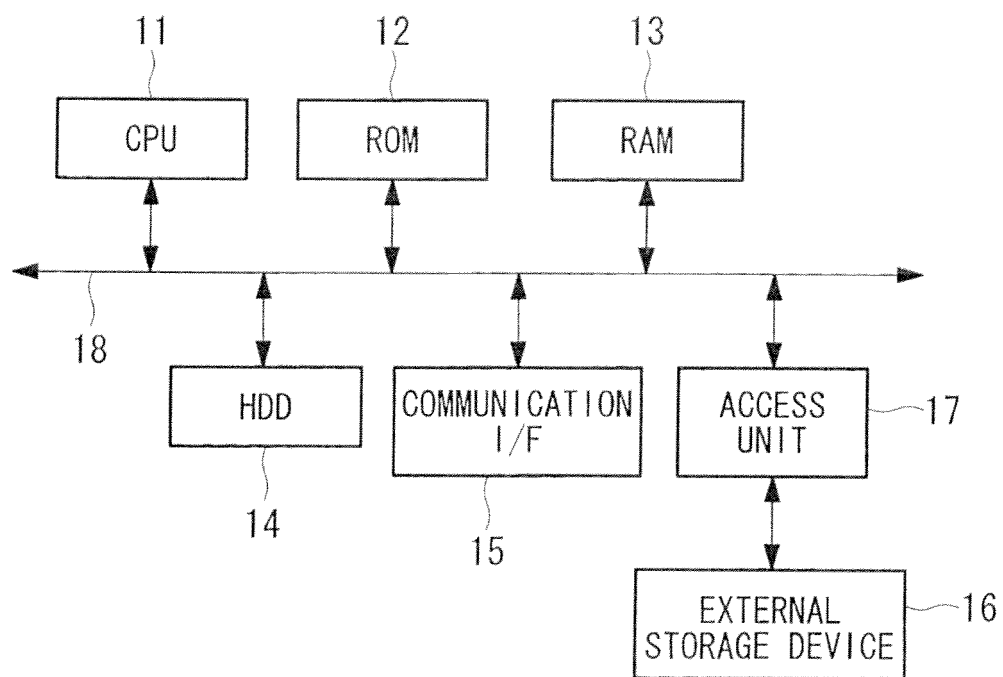 11
12
13
CPU
ROM
RAM
18
HDD
COMMUNICATION
I/F
ACCESS
UNIT
17
14
15
EXTERNAL
STORAGE DEVICE
16